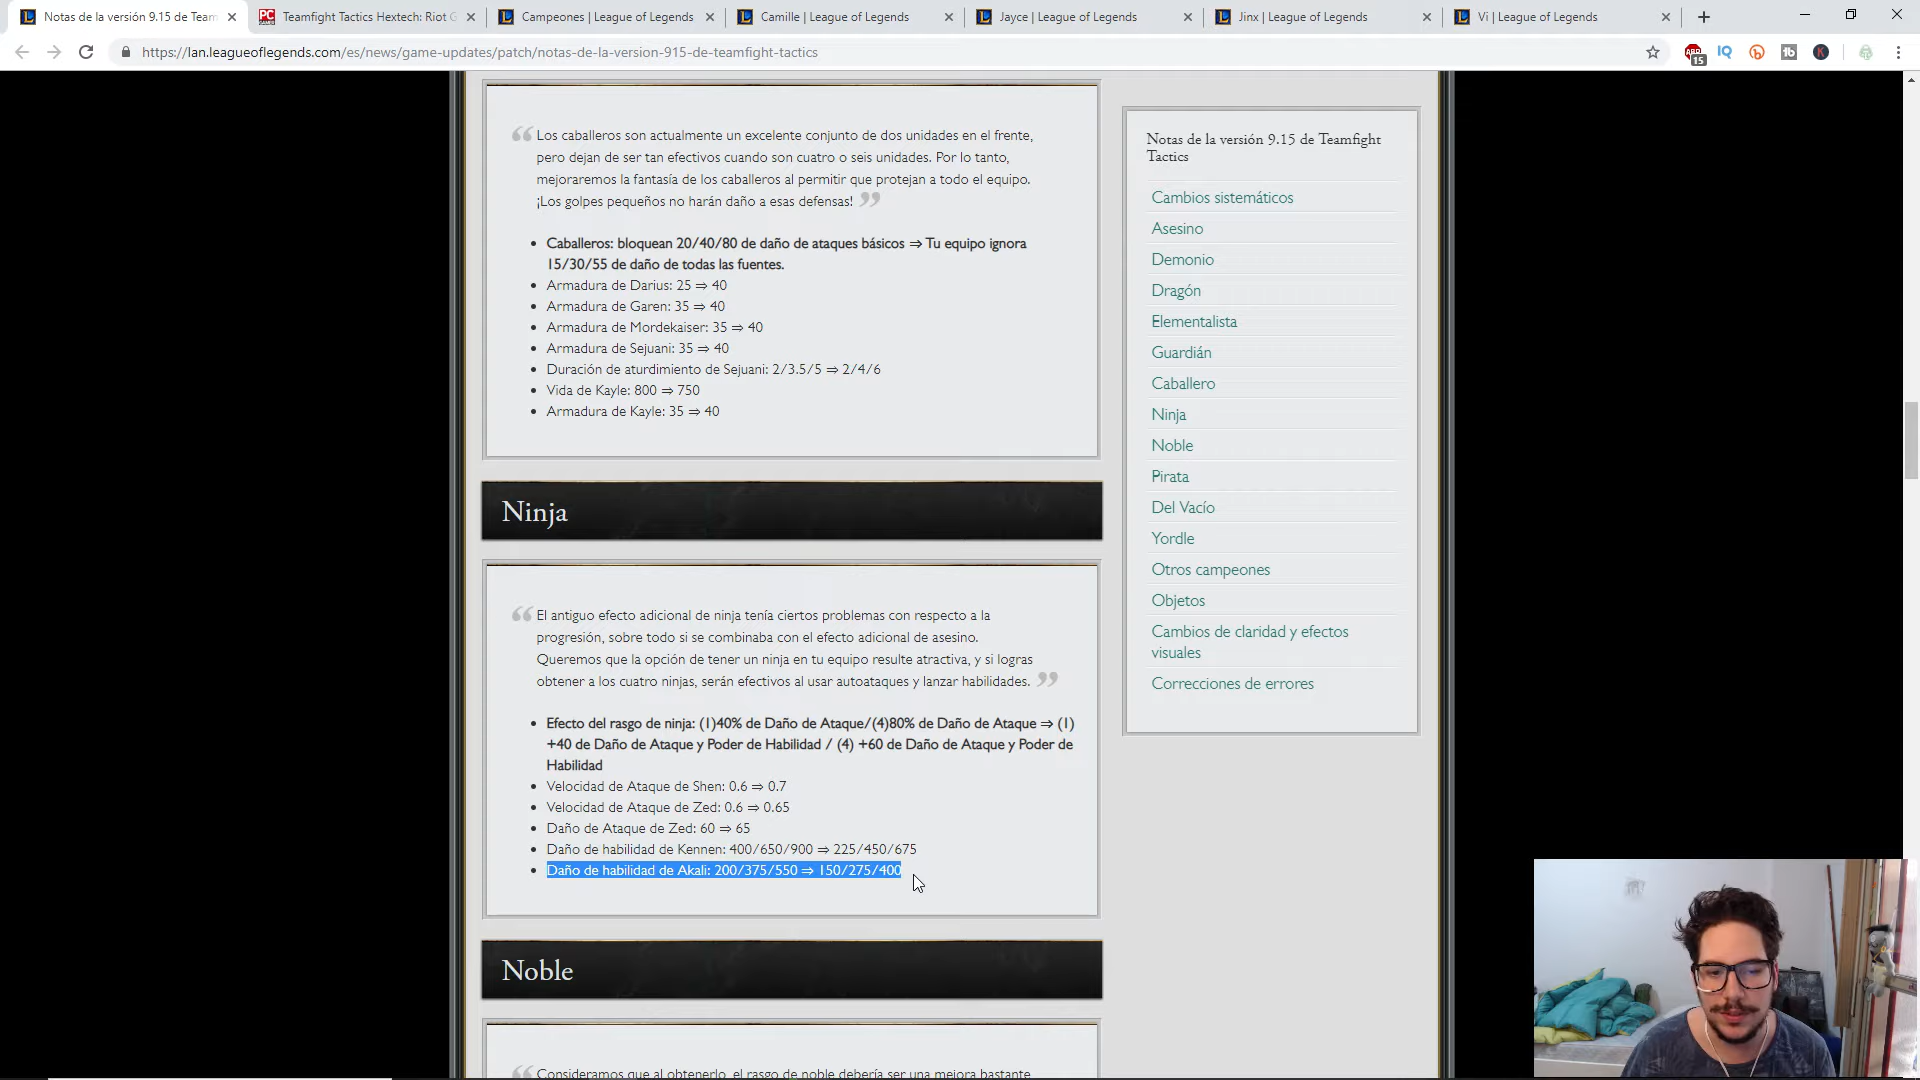 Notas de la versión 9.15 de Team
Teamfight Tactics Hextech: Riot G
Campeones | League of Legends
Camille | League of Legends
Jayce | League of Legends
Jinx | League of Legends
Vi | League of Legends
https://lan.leagueoflegends.com/es/news/game-updates/patch/notas-de-la-version-915-de-teamfight-tactics
15
“ Los caballeros son actualmente un excelente conjunto de dos unidades en el frente,
pero dejan de ser tan efectivos cuando son cuatro o seis unidades. Por lo tanto,
mejoraremos la fantasía de los caballeros al permitir que protejan a todo el equipo.
¡Los golpes pequeños no harán daño a esas defensas! ”
• Caballeros: bloquean 20/40/80 de daño de ataques básicos ⇒ Tu equipo ignora
15/30/55 de daño de todas las fuentes.
• Armadura de Darius: 25 ⇒ 40
• Armadura de Garen: 35 ⇒ 40
• Armadura de Mordekaiser: 35 ⇒ 40
• Armadura de Sejuani: 35 ⇒ 40
• Duración de aturdimiento de Sejuani: 2/3.5/5 ⇒ 2/4/6
• Vida de Kayle: 800 ⇒ 750
• Armadura de Kayle: 35 ⇒ 40
Ninja
“ El antiguo efecto adicional de ninja tenía ciertos problemas con respecto a la
progresión, sobre todo si se combinaba con el efecto adicional de asesino.
Queremos que la opción de tener un ninja en tu equipo resulte atractiva, y si logras
obtener a los cuatro ninjas, serán efectivos al usar autoataques y lanzar habilidades. ”
• Efecto del rasgo de ninja: (1)40% de Daño de Ataque/(4)80% de Daño de Ataque ⇒ (1)
+40 de Daño de Ataque y Poder de Habilidad / (4) +60 de Daño de Ataque y Poder de
Habilidad
• Velocidad de Ataque de Shen: 0.6 ⇒ 0.7
• Velocidad de Ataque de Zed: 0.6 ⇒ 0.65
• Daño de Ataque de Zed: 60 ⇒ 65
• Daño de habilidad de Kennen: 400/650/900 ⇒ 225/450/675
• Daño de habilidad de Akali: 200/375/550 ⇒ 150/275/400
Noble
“ Consideramos que al obtenerlo, el rasgo de noble debería ser una mejora bastante
Notas de la versión 9.15 de Teamfight
Tactics
Cambios sistemáticos
Asesino
Demonio
Dragón
Elementalista
Guardián
Caballero
Ninja
Noble
Pirata
Del Vacío
Yordle
Otros campeones
Objetos
Cambios de claridad y efectos
visuales
Correcciones de errores